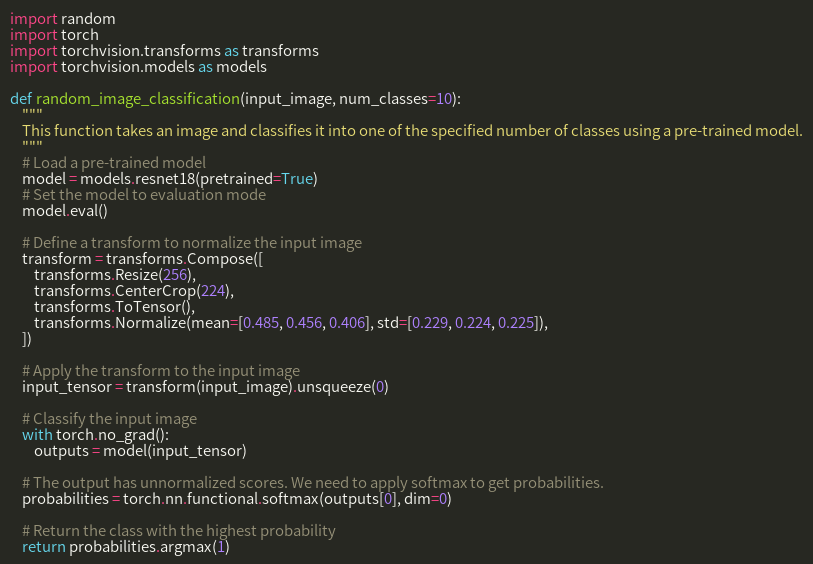 import random
import torch
import torchvision.transforms as transforms
import torchvision.models as models

def random_image_classification(input_image, num_classes=10):
    """
    This function takes an image and classifies it into one of the specified number of classes using a pre-trained model.
    """
    # Load a pre-trained model
    model = models.resnet18(pretrained=True)
    # Set the model to evaluation mode
    model.eval()

    # Define a transform to normalize the input image
    transform = transforms.Compose([
        transforms.Resize(256),
        transforms.CenterCrop(224),
        transforms.ToTensor(),
        transforms.Normalize(mean=[0.485, 0.456, 0.406], std=[0.229, 0.224, 0.225]),
    ])

    # Apply the transform to the input image
    input_tensor = transform(input_image).unsqueeze(0)

    # Classify the input image
    with torch.no_grad():
        outputs = model(input_tensor)

    # The output has unnormalized scores. We need to apply softmax to get probabilities.
    probabilities = torch.nn.functional.softmax(outputs[0], dim=0)

    # Return the class with the highest probability
    return probabilities.argmax(1)